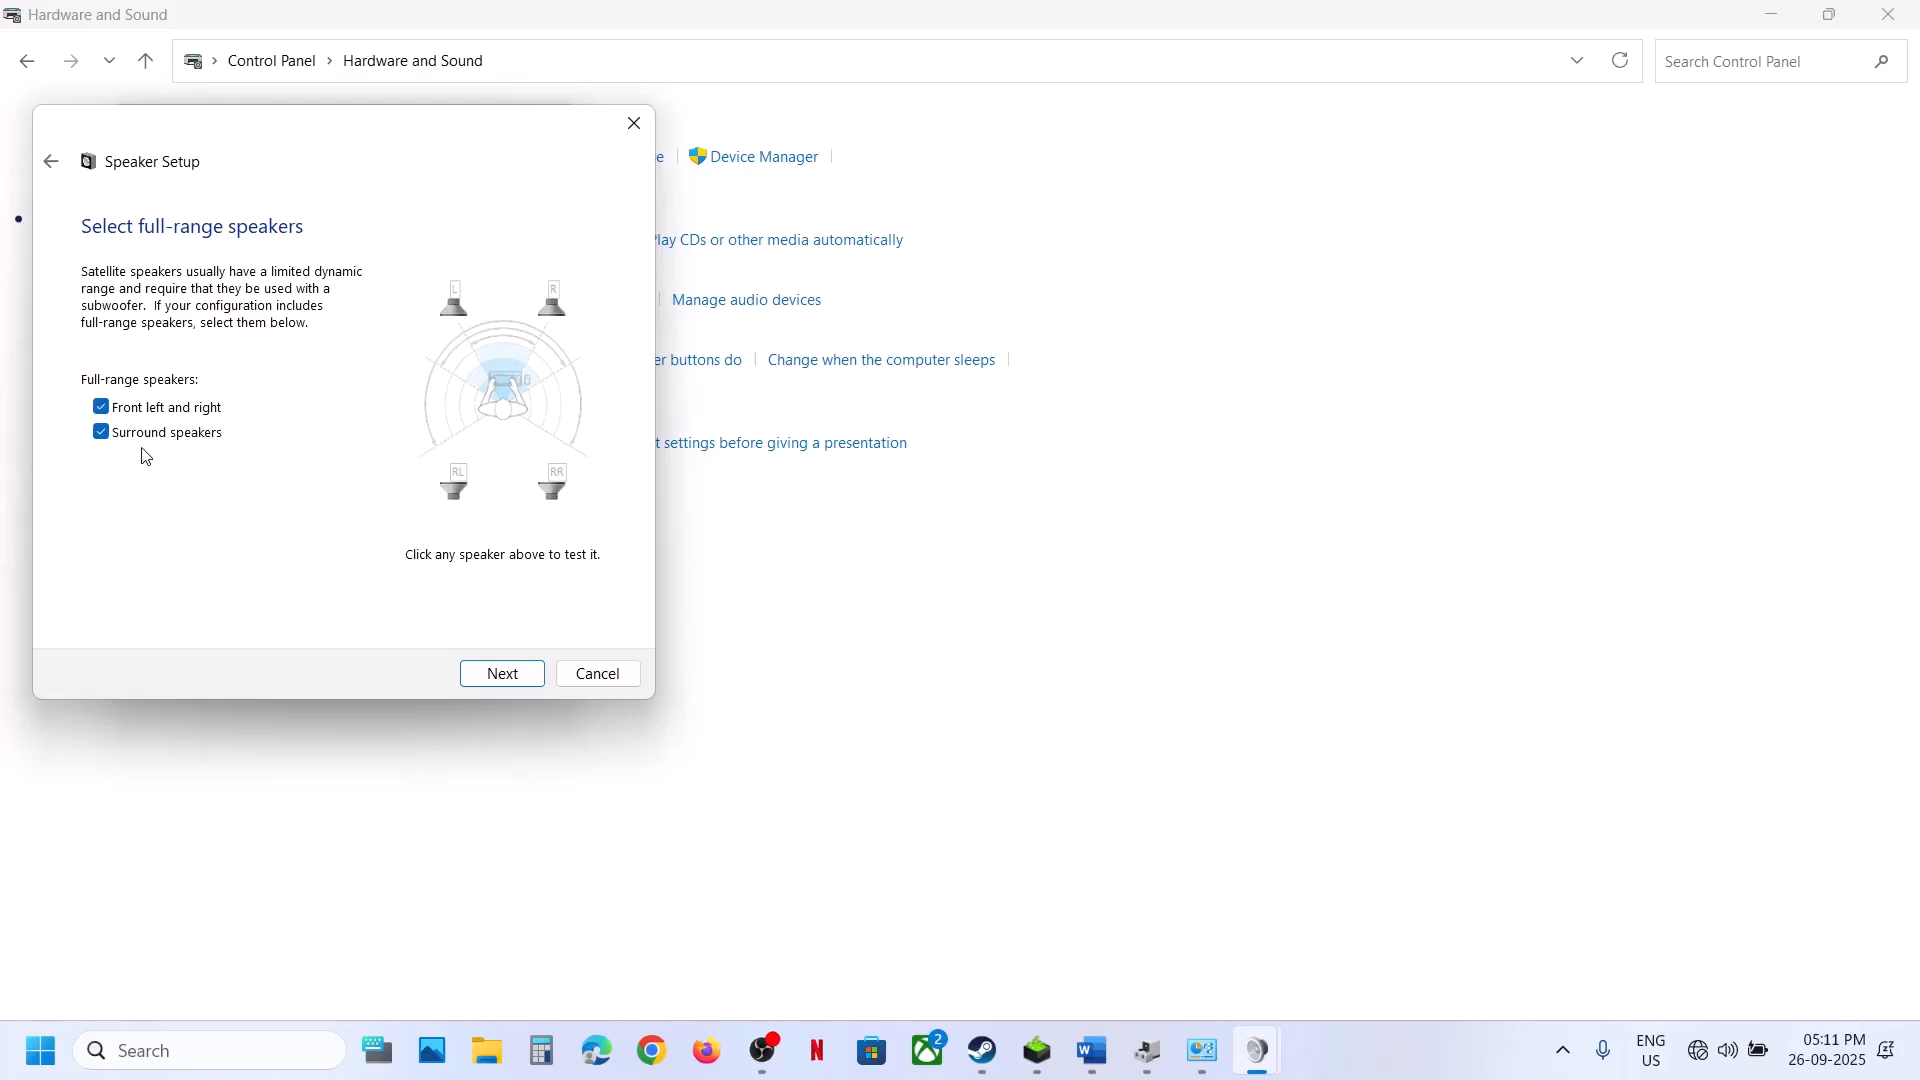 Hardware and Sound
Control Panel > Hardware and Sound
Search Control Panel
Speaker Setup
e
Device Manager
Select full-range speakers
Play CDs or other media automatically
Satellite speakers usually have a limited dynamic
range and require that they be used with a
subwoofer. If your configuration includes
full-range speakers, select them below.
L
R
Manage audio devices
er buttons do
Change when the computer sleeps
Full-range speakers:
Front left and right
Surround speakers
t settings before giving a presentation
RL
RR
Click any speaker above to test it.
Next
Cancel
Search
N
2
W
ENG
US
05:11 PM
26-09-2025